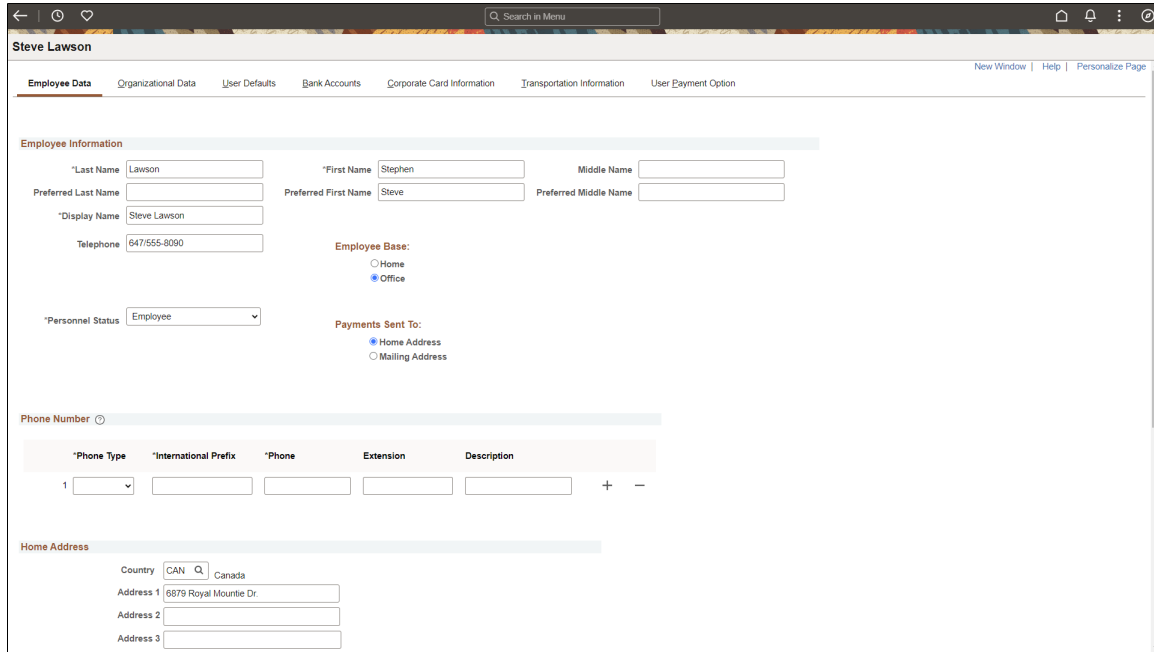 Search in Menu
Steve Lawson
New Window | Help | Personalize Page
Employee Data Organizational Data User Defaults Bank Accounts Corporate Card Information Transportation Information User Payment Option
Employee Information
*Last Name Lawson *First Name Stephen Middle Name
Preferred Last Name Preferred First Name Steve Preferred Middle Name
*Display Name Steve Lawson
Telephone 647/555-8090 Employee Base:
Home
Office
*Personnel Status Employee
Payments Sent To:
Home Address
Mailing Address
Phone Number
*Phone Type *International Prefix *Phone Extension Description
1
Home Address
Country CAN Canada
Address 1 6879 Royal Mountie Dr.
Address 2
Address 3